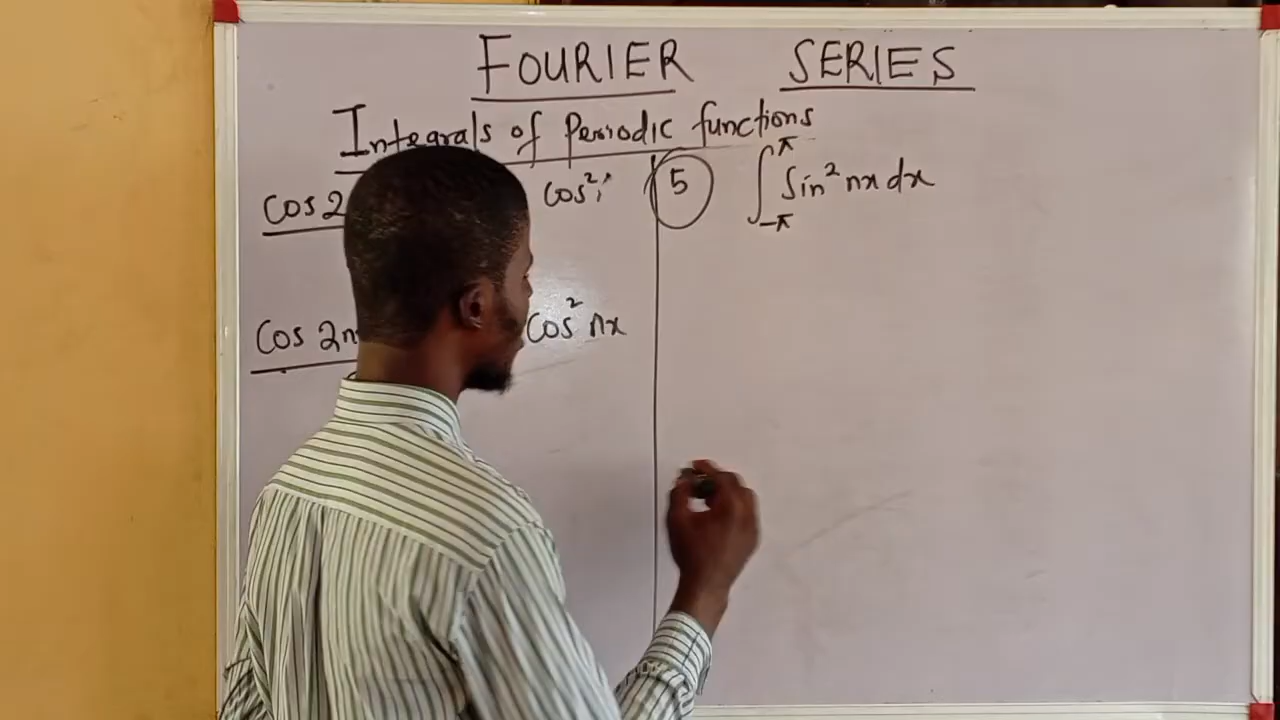 FOURIER SERIES
Integrals of Periodic functions
cos 2 cos²
5 ∫_{-π}^{π} Sin² nx dx
Cos 2n Cos² nx